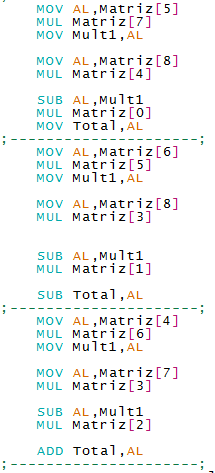 MOV AL,Matriz[5]
MUL Matriz[7]
MOV Mult1,AL
MOV AL,Matriz[8]
MUL Matriz[4]
SUB AL,Mult1
MUL Matriz[0]
MOV Total,AL
;----------------------;
MOV AL,Matriz[6]
MUL Matriz[5]
MOV Mult1,AL
MOV AL,Matriz[8]
MUL Matriz[3]
SUB AL,Mult1
MUL Matriz[1]
SUB Total,AL
;----------------------;
MOV AL,Matriz[4]
MUL Matriz[6]
MOV Mult1,AL
MOV AL,Matriz[7]
MUL Matriz[3]
SUB AL,Mult1
MUL Matriz[2]
ADD Total,AL
;----------------------;